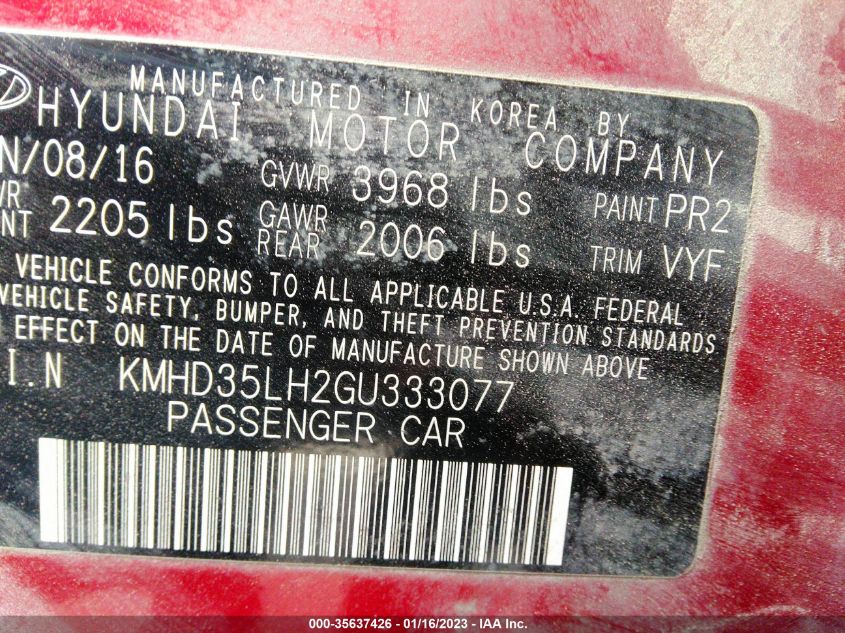 MANUFACTURED IN KOREA BY
HYUNDAI MOTOR COMPANY
N/08/16 GVWR 3968 lbs PAINT PR2
WR
NT 2205 lbs GAWR REAR 2006 lbs TRIM VYF
VEHICLE CONFORMS TO ALL APPLICABLE U.S.A. FEDERAL
VEHICLE SAFETY, BUMPER, AND THEFT PREVENTION STANDARDS
EFFECT ON THE DATE OF MANUFACTURE SHOWN ABOVE
I.N KMHD35LH2GU333077
PASSENGER CAR
000-35637426 - 01/16/2023 - IAA Inc.